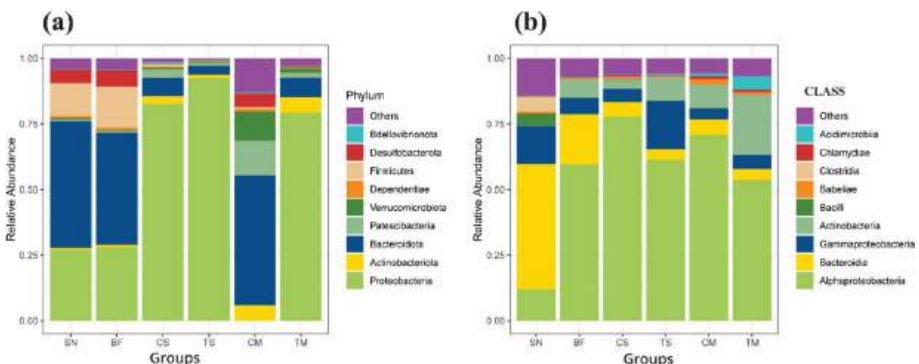 (a)
1.00
0.75
0.50
0.25
0.00
Relative Abundance
SN BF CS TS CM TM
Groups
Phylum
Others
Bdellovibrionota
Desulfobacterota
Firmicutes
Dependentiae
Verrucomicrobiota
Patescibacteria
Bacteroidota
Actinobacteriota
Proteobacteria
(b)
1.00
0.75
0.50
0.25
0.00
Relative Abundance
SN BF CS TS CM TM
Groups
CLASS
Others
Acidimicrobiia
Chlamydiae
Clostridia
Babeliae
Bacilli
Actinobacteria
Gammaproteobacteria
Bacteroidia
Alphaproteobacteria